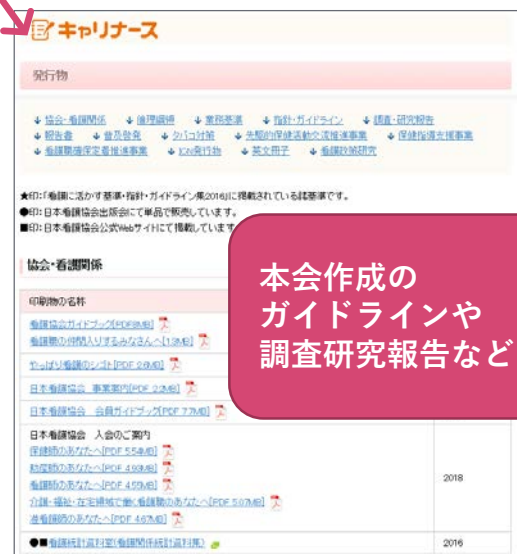 キャリナース
発行物
協会・看護関係 倫理綱領 業務基準 指針・ガイドライン 調査・研究報告
報告書 普及啓発 タバコ対策 先駆的保健活動交流推進事業 保健指導支援事業
看護職確保定着推進事業 ICN発行物 英文冊子 看護政策研究
★印:「看護に活かす基準・指針・ガイドライン集2016」に掲載されている諸基準です。
●印:日本看護協会出版会にて単品で販売しています。
■印:日本看護協会公式Webサイトにて掲載しています
協会・看護関係
本会作成の
ガイドラインや
調査研究報告など
印刷物の名称
看護協会ガイドブック[PDF 8MB]
看護職の仲間入りするみなさんへ[1.3MB]
やっぱり看護のシゴト[PDF 2.6MB]
日本看護協会 事業案内[PDF 2.2MB]
日本看護協会 会員ガイドブック[PDF 7.7MB]
日本看護協会 入会のご案内
保健師のあなたへ[PDF 5.54MB]
助産師のあなたへ[PDF 4.93MB]
看護師のあなたへ[PDF 4.59MB]
介護・福祉・在宅領域で働く看護職のあなたへ[PDF 5.07MB]
准看護師のあなたへ[PDF 4.67MB]
2018
●■看護統計資料室(看護関係統計資料集)
2016